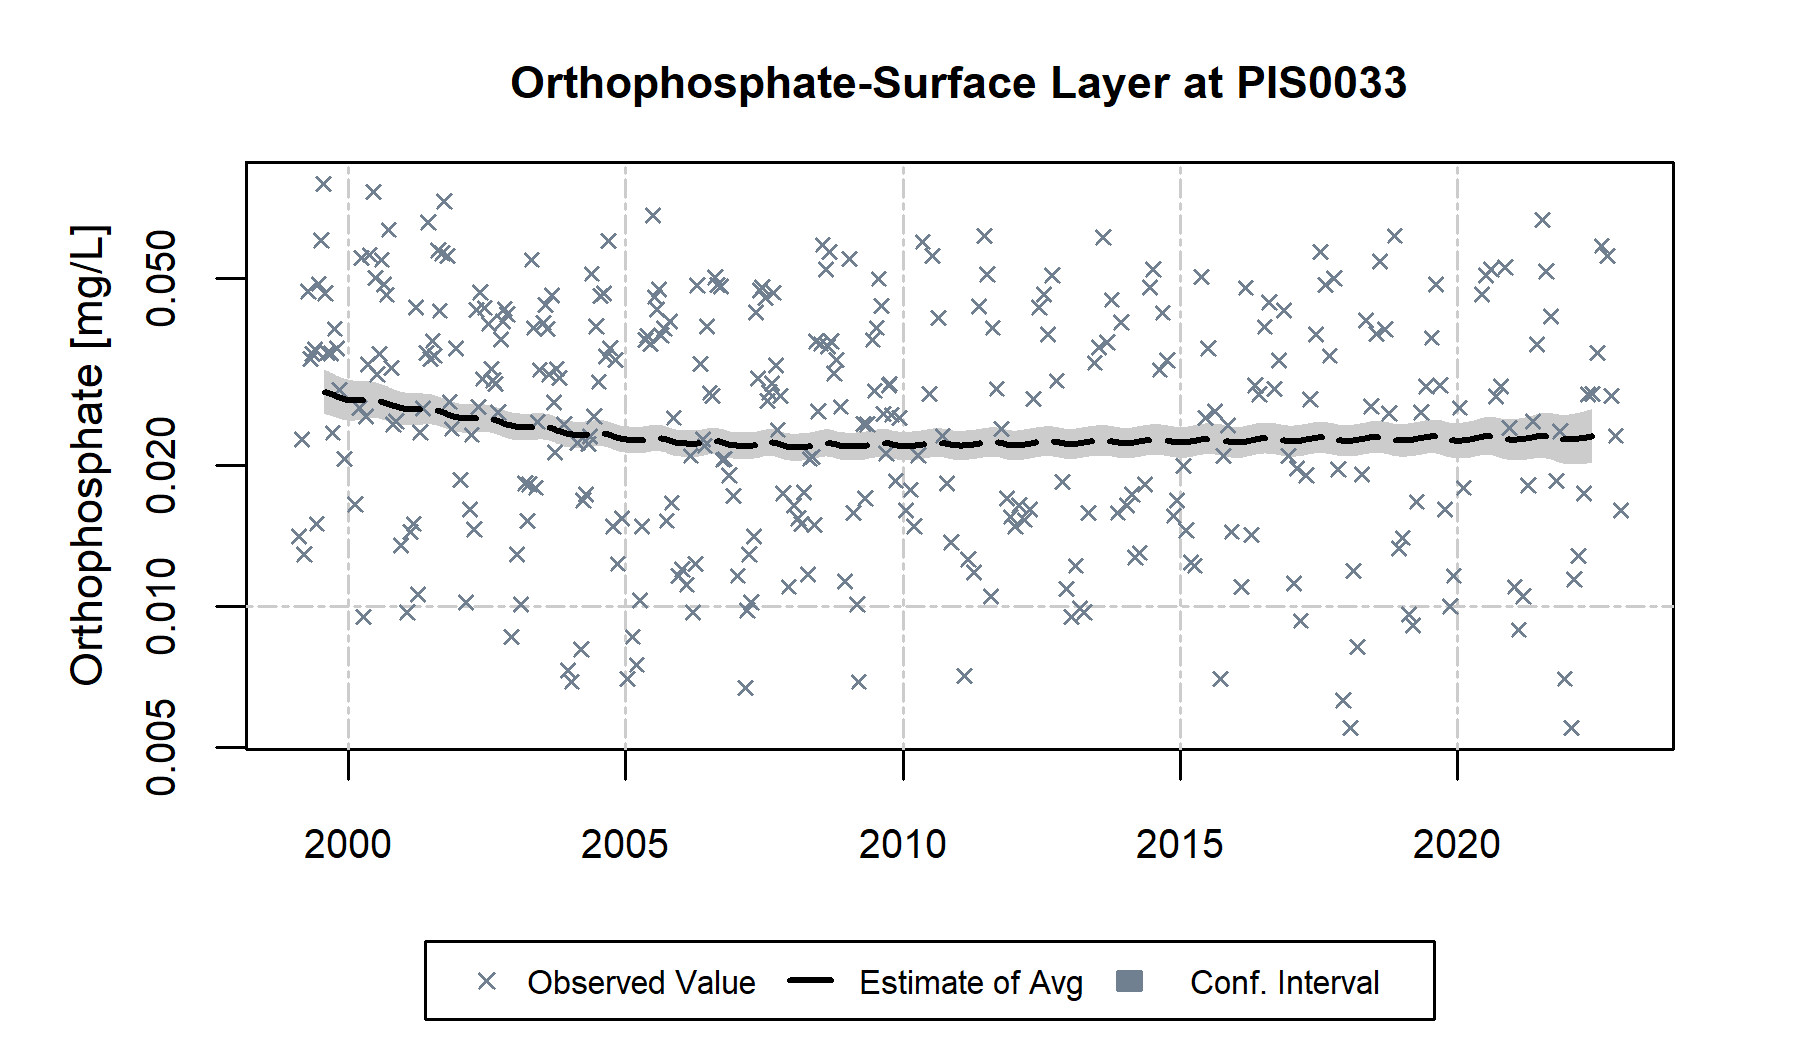 Orthophosphate-Surface Layer at PIS0033
Orthophosphate [mg/L]
0.050
0.020
0.010
0.005
2000 2005 2010 2015 2020
Observed Value Estimate of Avg Conf. Interval